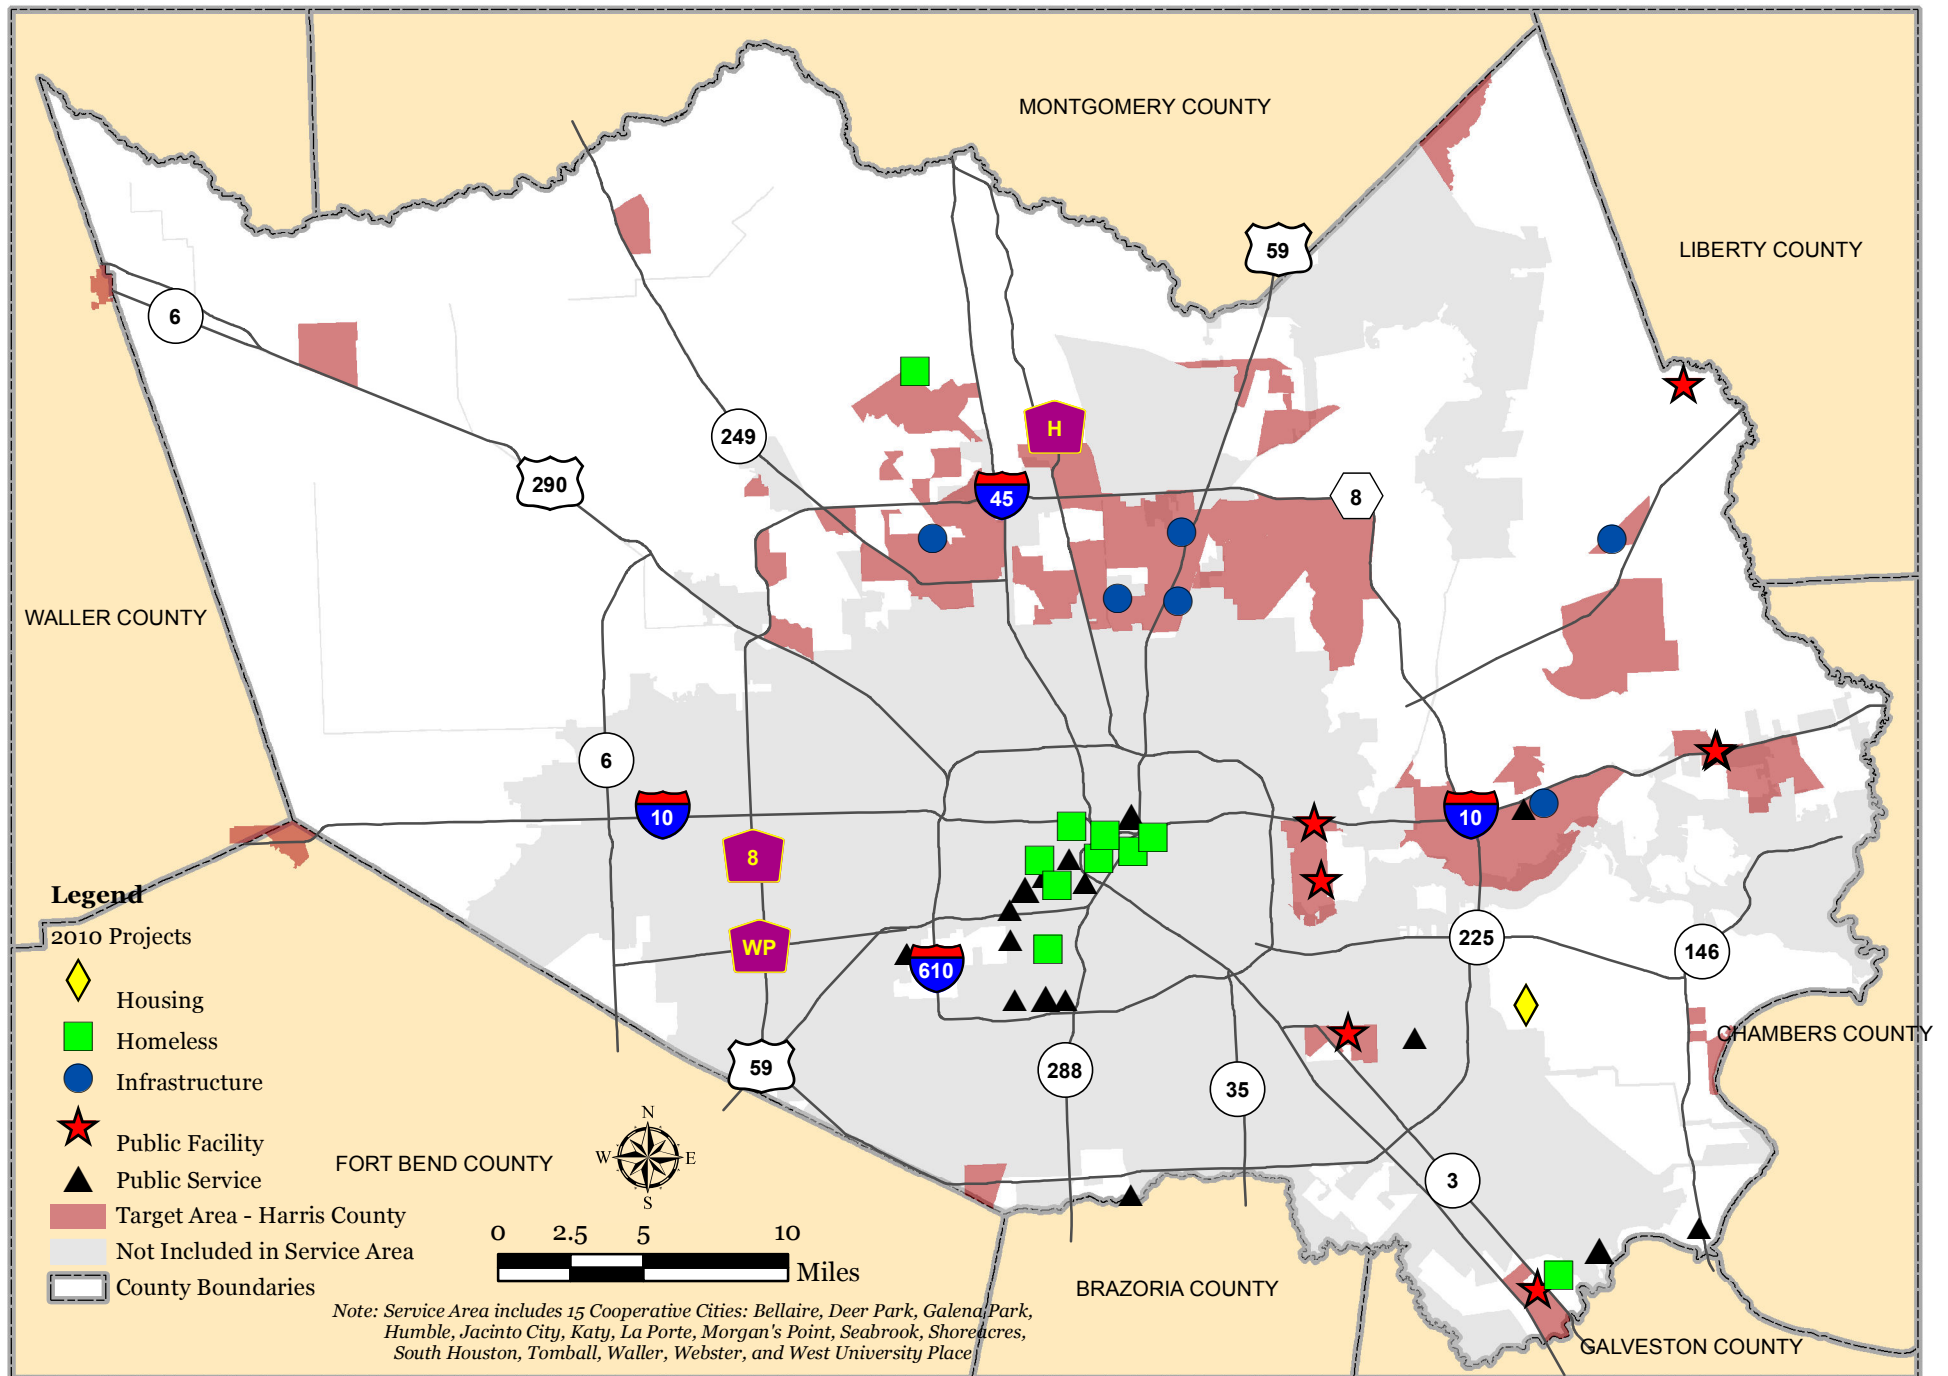 MONTGOMERY COUNTY
LIBERTY COUNTY
59
6
249
H
290
45
8
WALLER COUNTY
6
10
10
8
WP
610
225
146
CHAMBERS COUNTY
59
288
35
3
FORT BEND COUNTY
BRAZORIA COUNTY
GALVESTON COUNTY
Legend
2010 Projects
Housing
Homeless
Infrastructure
Public Facility
Public Service
Target Area - Harris County
Not Included in Service Area
County Boundaries
N
W E
S
0 2.5 5 10
Miles
Note: Service Area includes 15 Cooperative Cities: Bellaire, Deer Park, Galena Park,
Humble, Jacinto City, Katy, La Porte, Morgan's Point, Seabrook, Shoreacres,
South Houston, Tomball, Waller, Webster, and West University Place